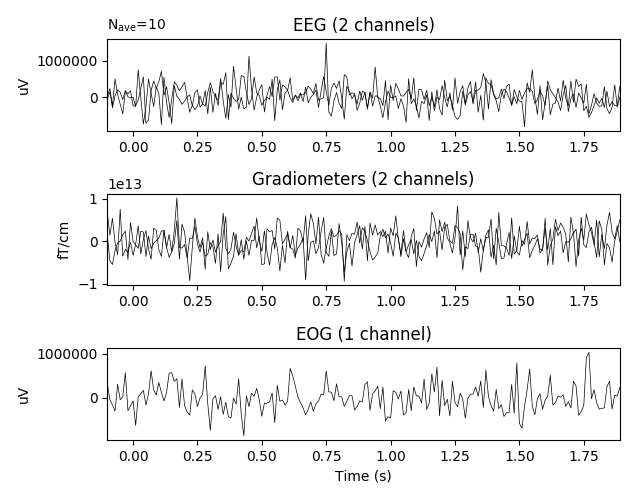 N_ave=10
EEG (2 channels)
uV
1000000
0
0.00 0.25 0.50 0.75 1.00 1.25 1.50 1.75
1e13
Gradiometers (2 channels)
fT/cm
1
0
−1
0.00 0.25 0.50 0.75 1.00 1.25 1.50 1.75
EOG (1 channel)
uV
1000000
0
0.00 0.25 0.50 0.75 1.00 1.25 1.50 1.75
Time (s)